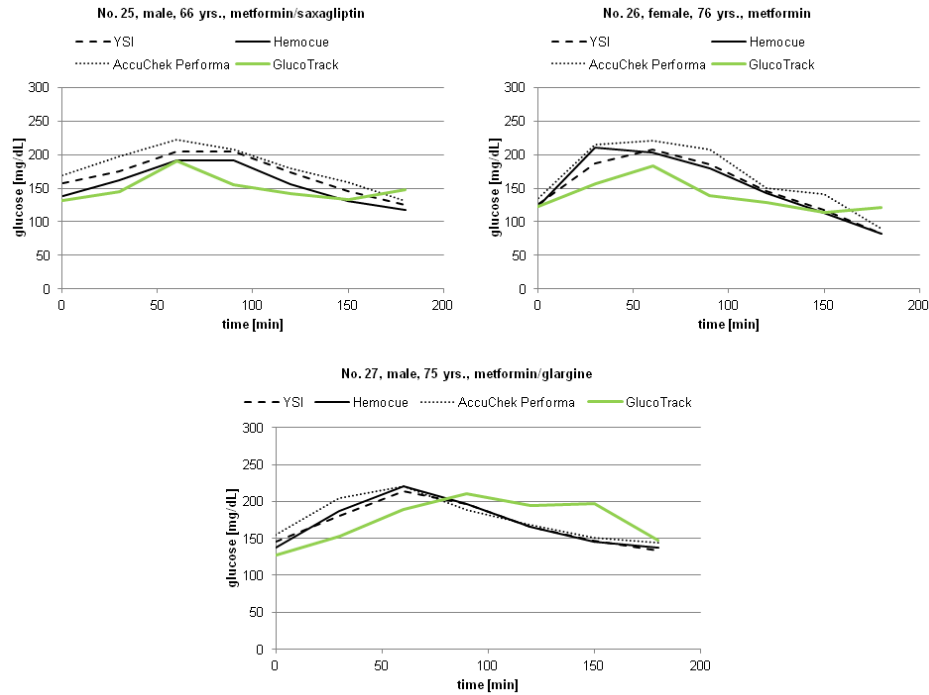 No. 25, male, 66 yrs., metformin/saxagliptin
YSI Hemocue
AccuChek Performa GlucoTrack
300
250
200
150
100
50
0
glucose [mg/dL]
0 50 100 150 200
time [min]
No. 26, female, 76 yrs., metformin
YSI Hemocue
AccuChek Performa GlucoTrack
300
250
200
150
100
50
0
glucose [mg/dL]
0 50 100 150 200
time [min]
No. 27, male, 75 yrs., metformin/glargine
YSI Hemocue AccuChek Performa GlucoTrack
300
250
200
150
100
50
0
glucose [mg/dL]
0 50 100 150 200
time [min]